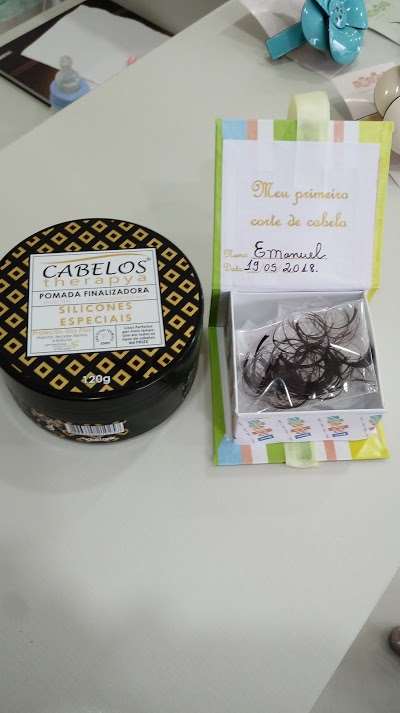 CABELOS
therapya
POMADA FINALIZADORA
SILICONES
ESPECIAIS
120g
Meu primeiro
corte de cabelo
Nome: Emanuel
Data: 19 05 2018.